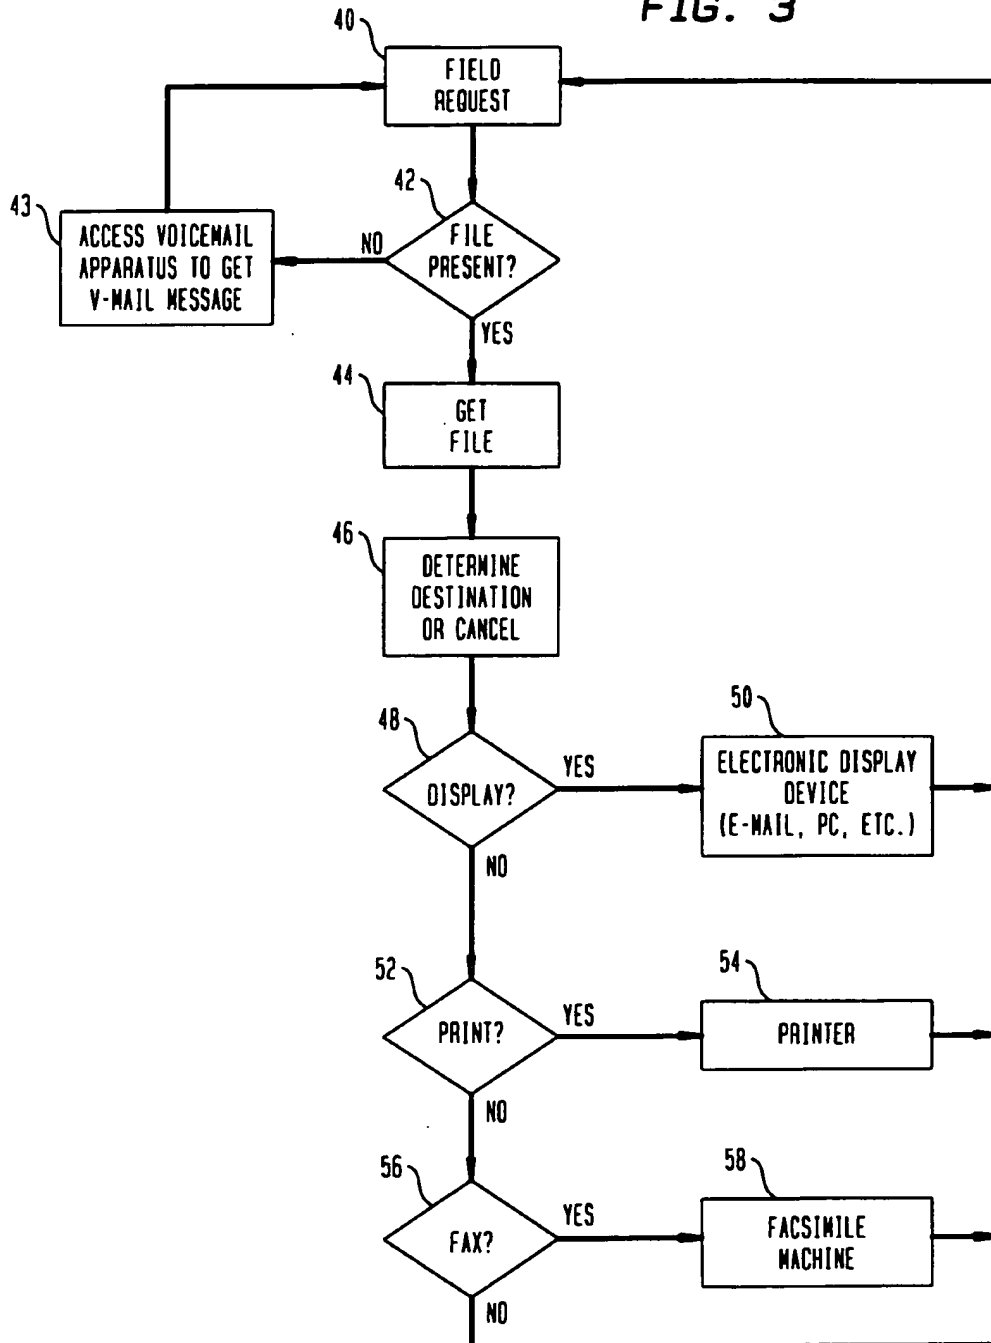 FIG. 3
40
FIELD
REQUEST
42
FILE
PRESENT?
NO
YES
43
ACCESS VOICEMAIL
APPARATUS TO GET
V-MAIL MESSAGE
44
GET
FILE
46
DETERMINE
DESTINATION
OR CANCEL
48
DISPLAY?
YES
NO
50
ELECTRONIC DISPLAY
DEVICE
(E-MAIL, PC, ETC.)
52
PRINT?
YES
NO
54
PRINTER
56
FAX?
YES
NO
58
FACSIMILE
MACHINE